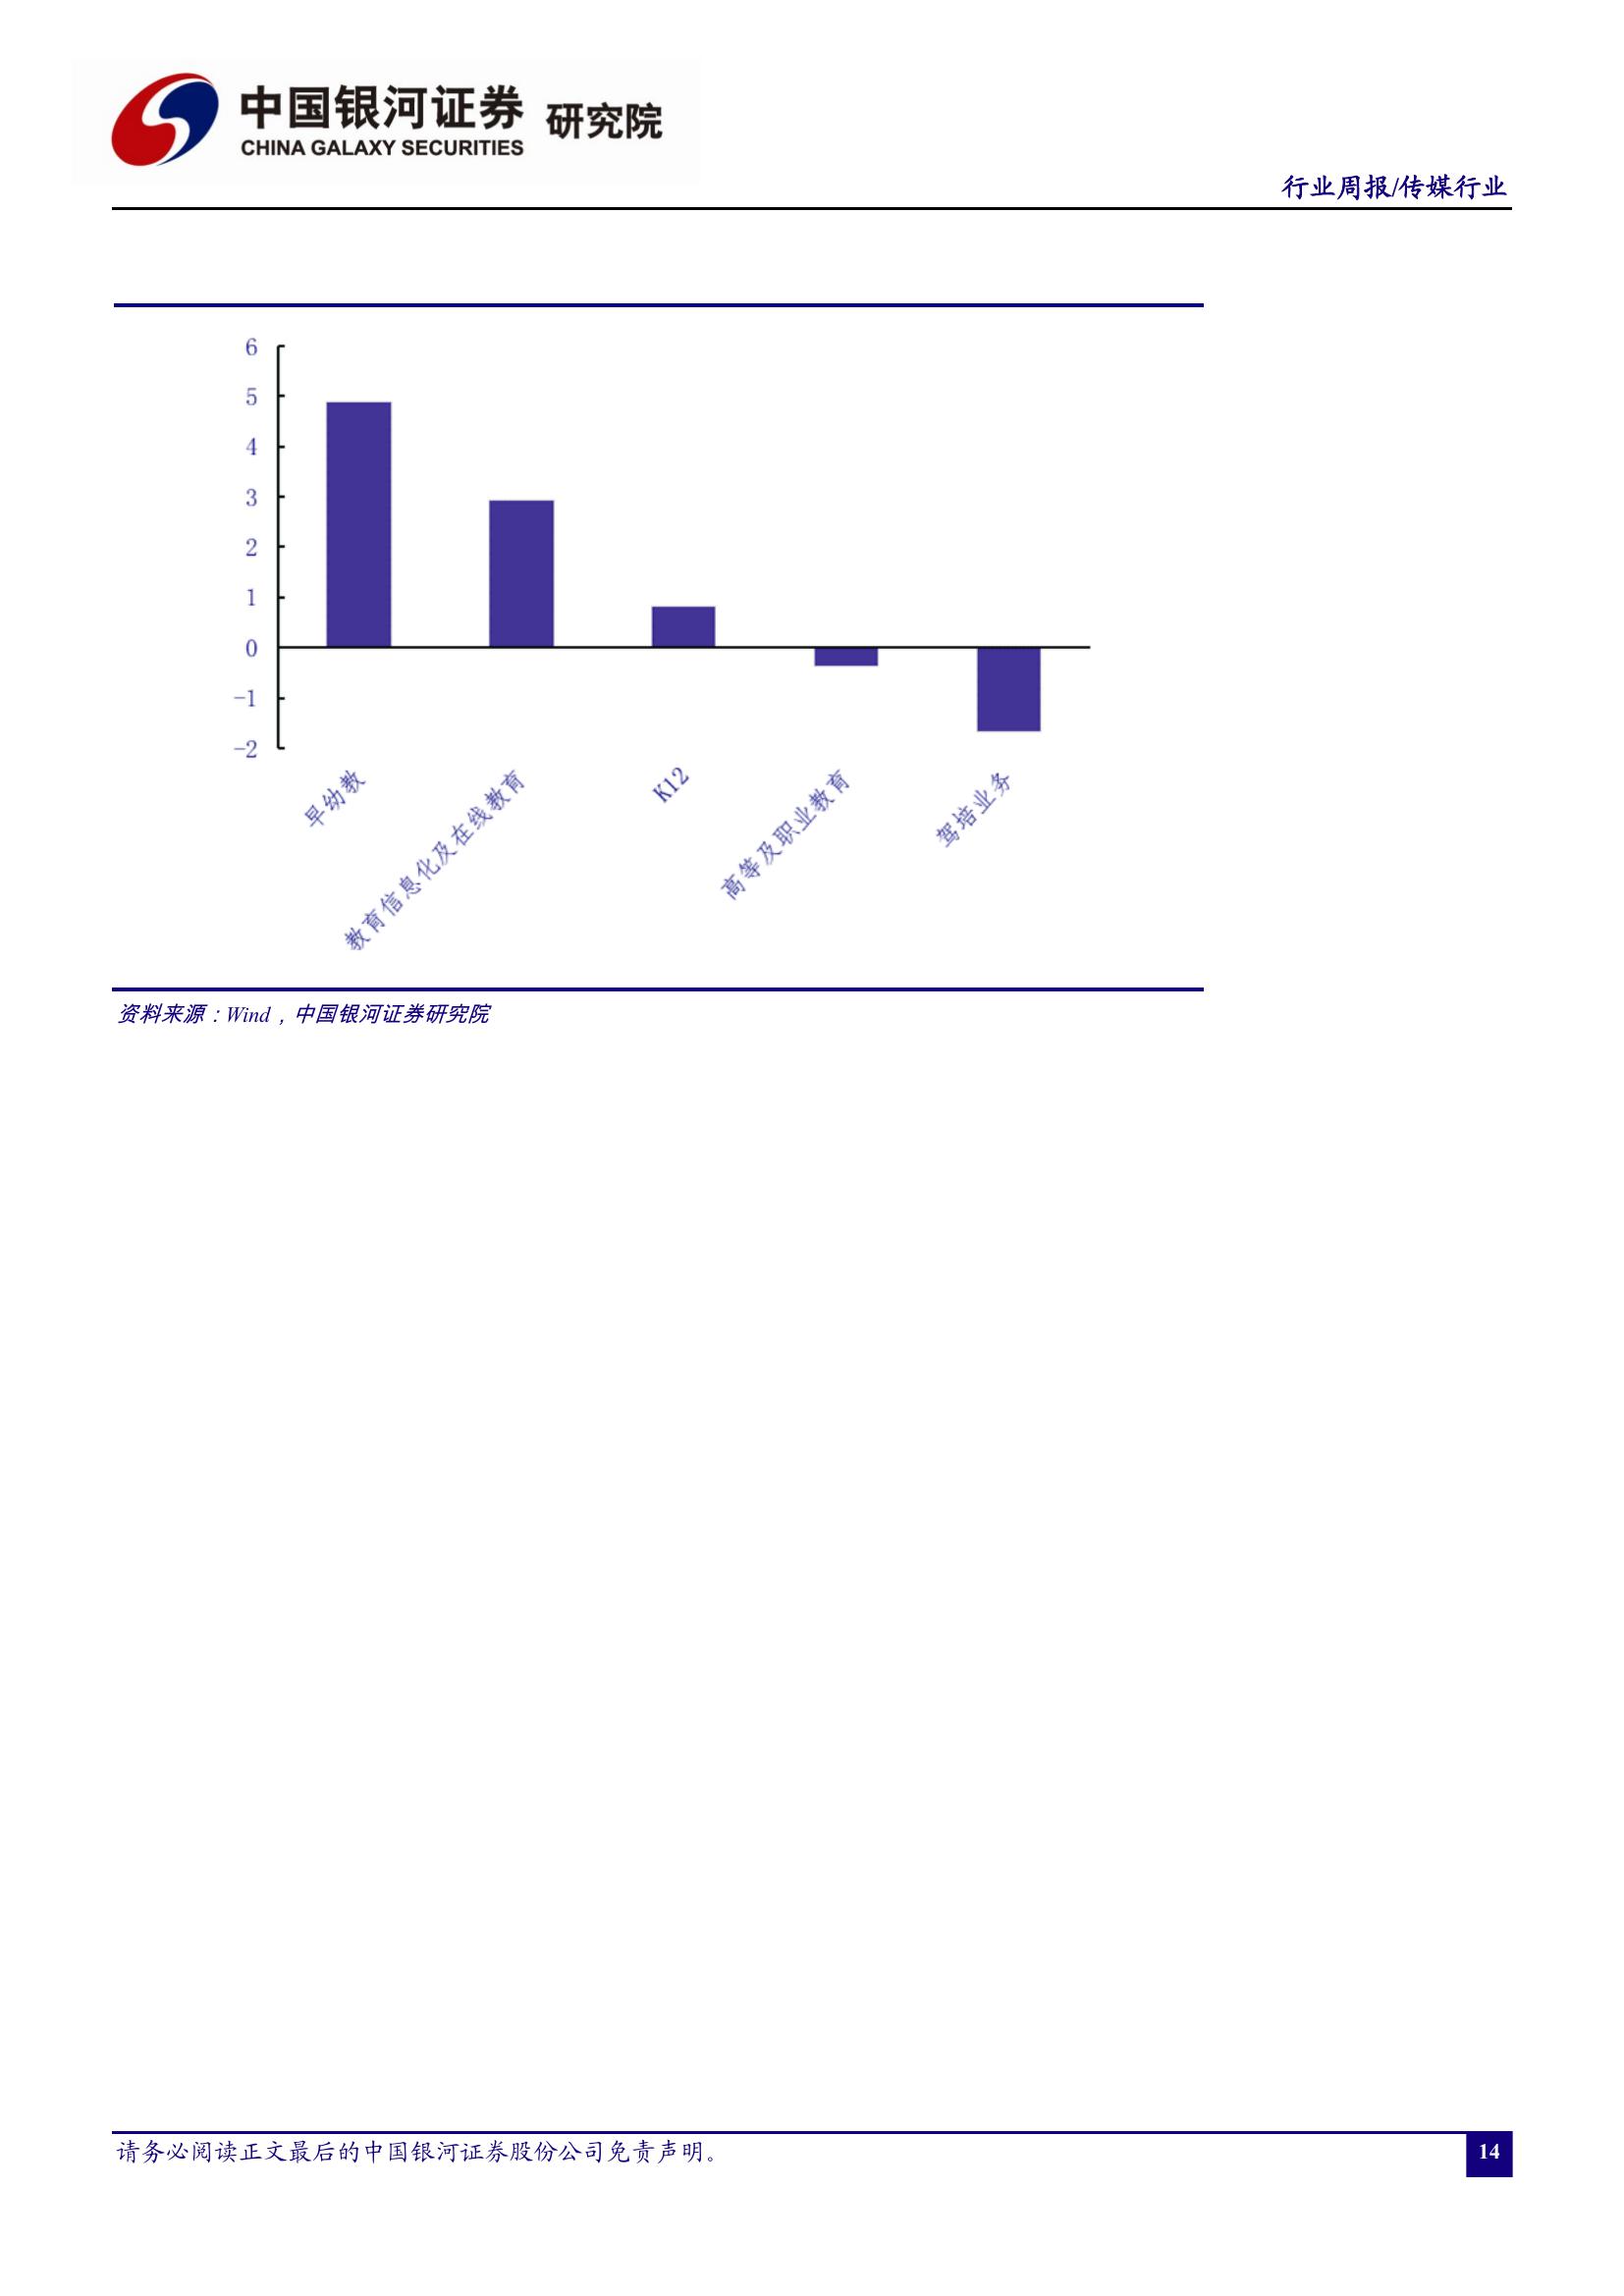 中国银河证券 研究院
CHINA GALAXY SECURITIES
行业周报/传媒行业
6
5
4
3
2
1
0
-1
-2
早幼教
教育信息化及在线教育
K12
高等及职业教育
驾培业务
资料来源：Wind，中国银河证券研究院
请务必阅读正文最后的中国银河证券股份公司免责声明。
14